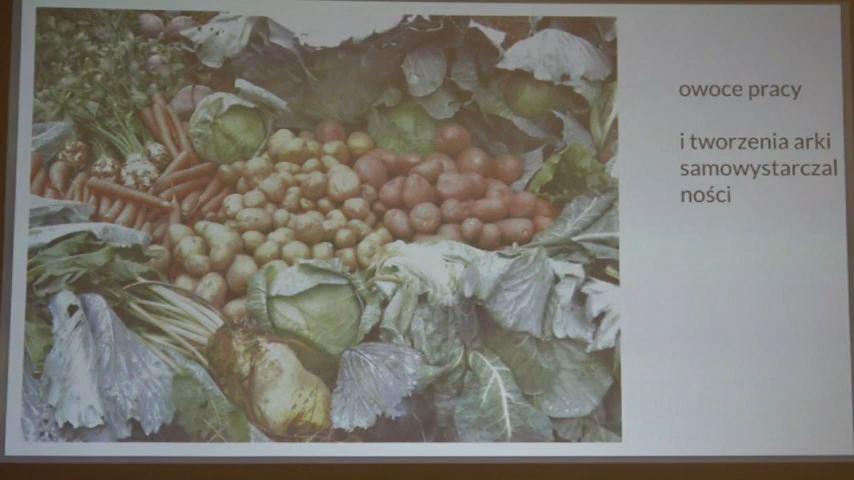 owoce pracy
i tworzenia arki
samowystarczal
ności